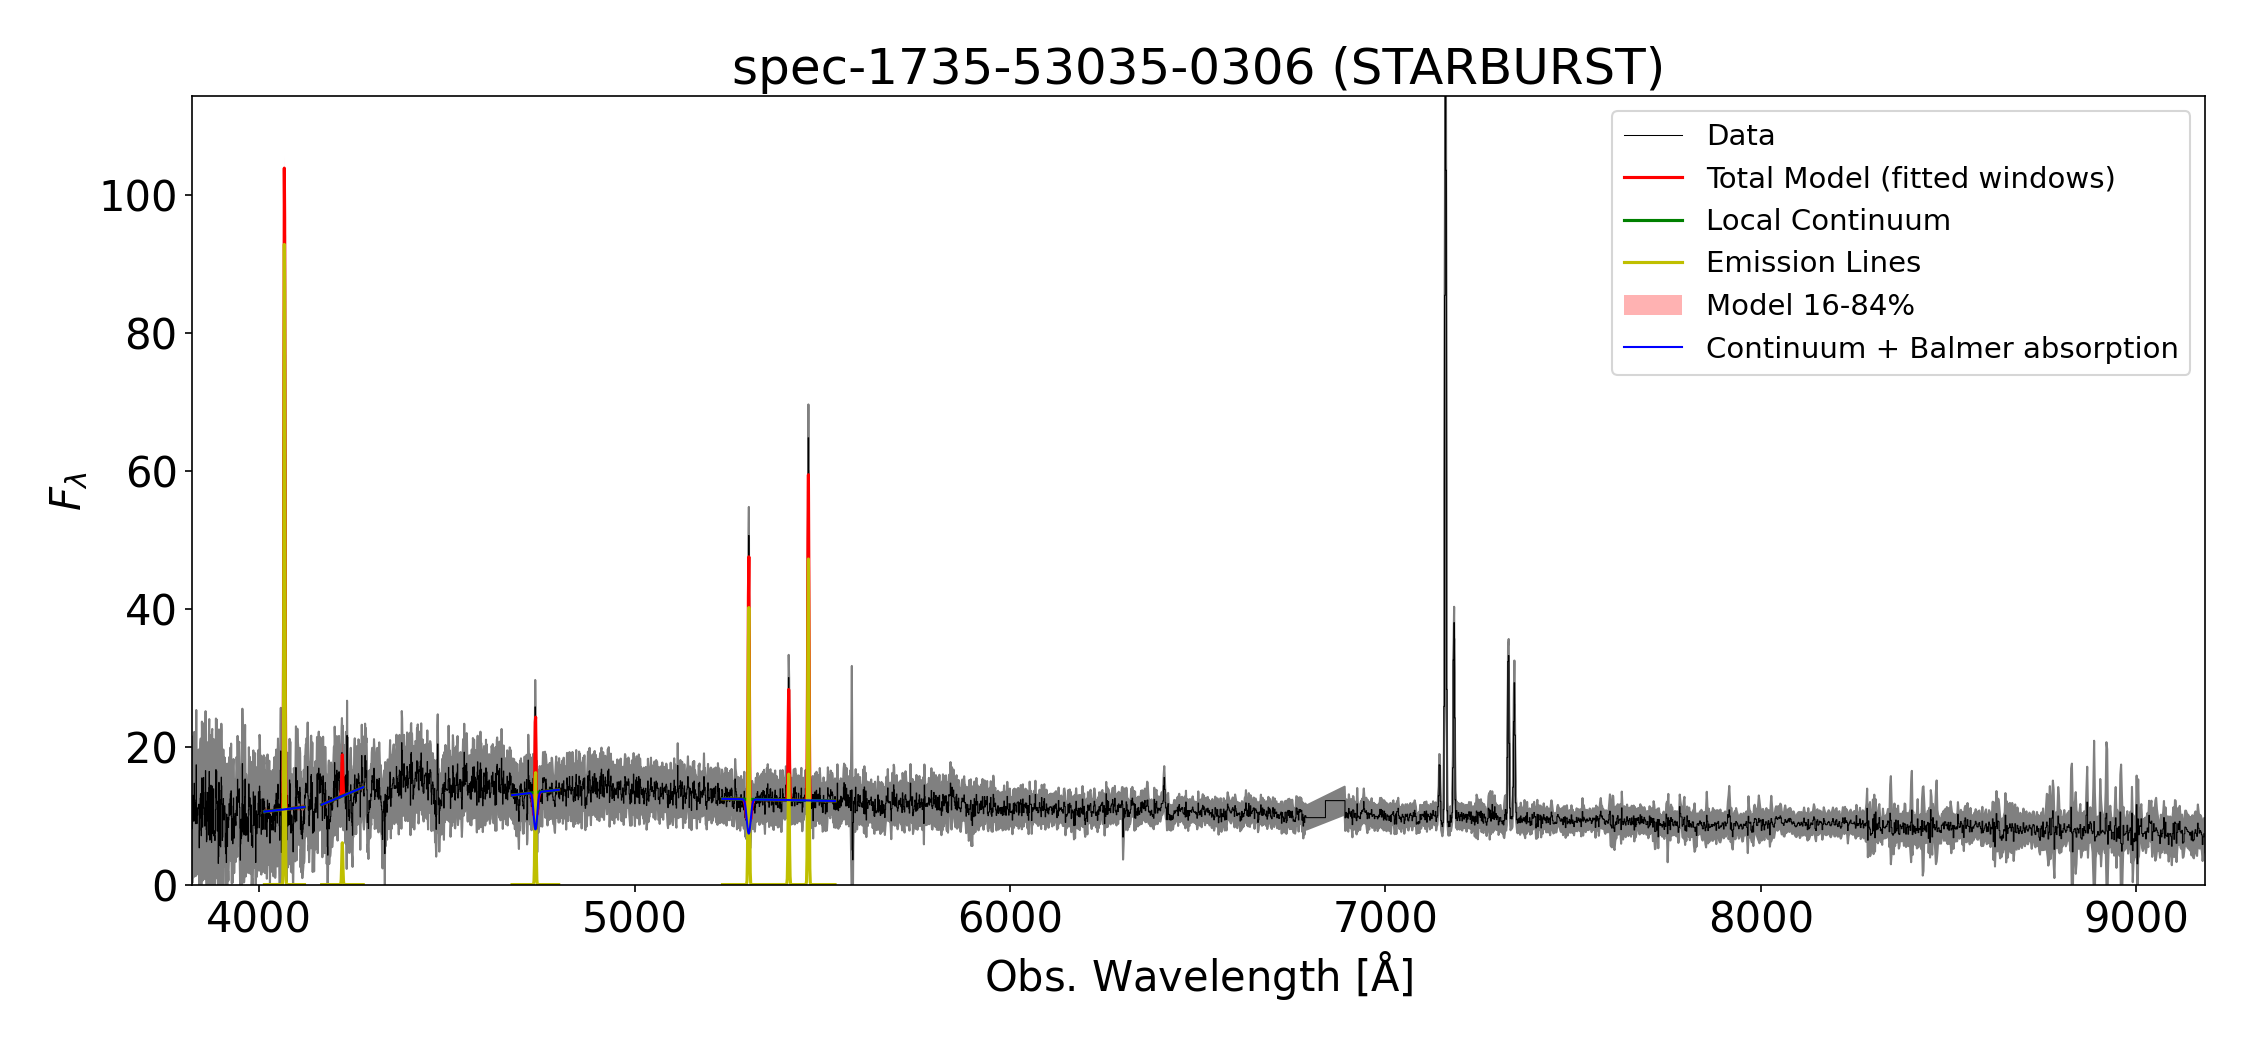 spec-1735-53035-0306 (STARBURST)
Data
Total Model (fitted windows)
Local Continuum
Emission Lines
Model 16-84%
Continuum + Balmer absorption
100
80
60
40
20
0
F_λ
4000 5000 6000 7000 8000 9000
Obs. Wavelength [Å]